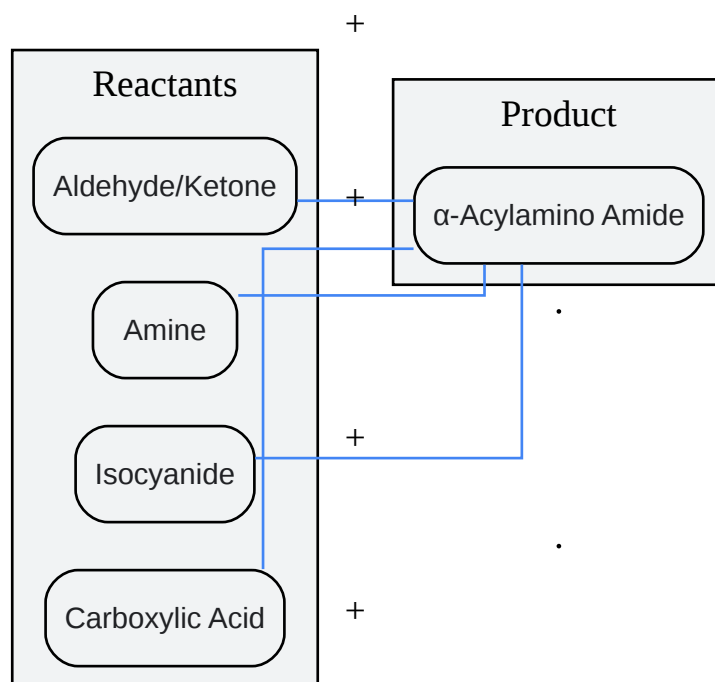 +
Reactants
Product
Aldehyde/Ketone
+
α-Acylamino Amide
.
Amine
+
Isocyanide
.
Carboxylic Acid
+